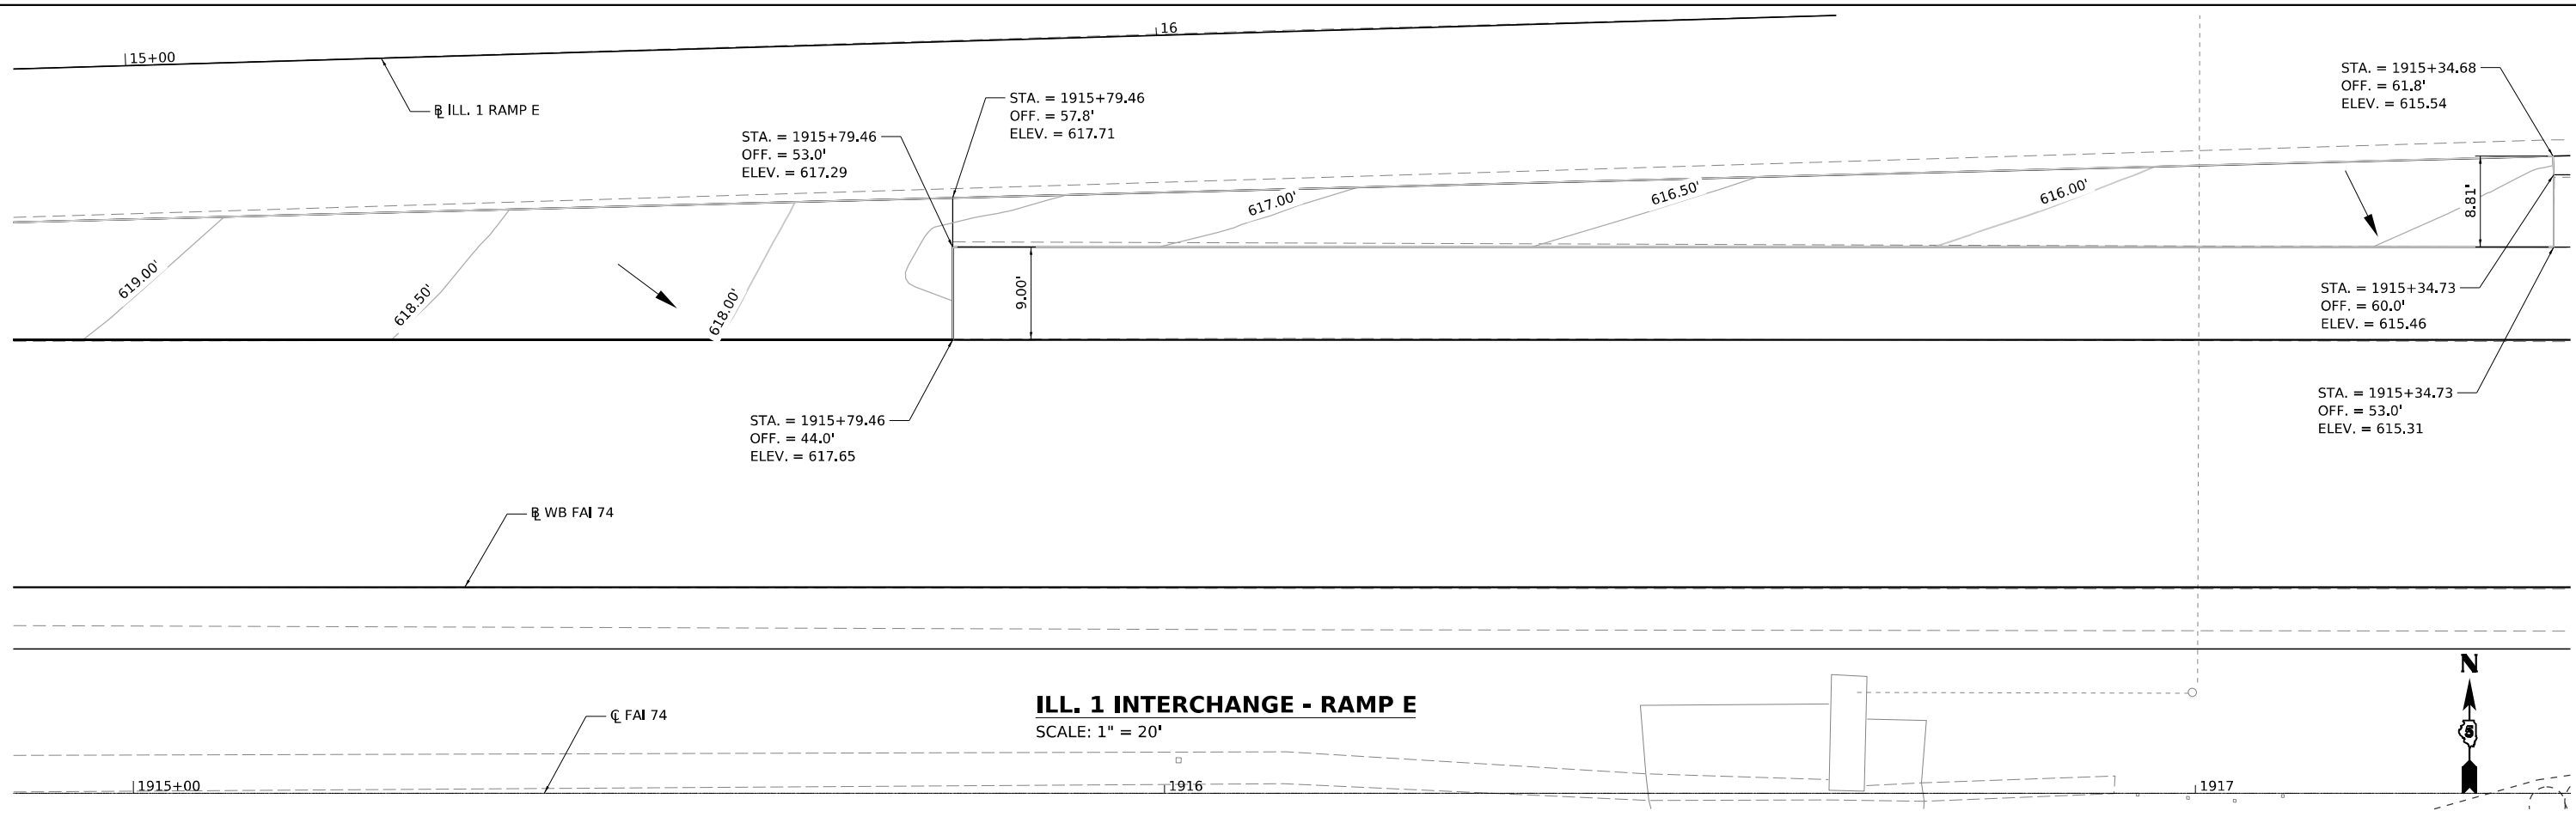 15+00
16
℄ ILL. 1 RAMP E
STA. = 1915+79.46
OFF. = 57.8'
ELEV. = 617.71
STA. = 1915+79.46
OFF. = 53.0'
ELEV. = 617.29
STA. = 1915+34.68
OFF. = 61.8'
ELEV. = 615.54
619.00'
618.50'
618.00'
617.00'
616.50'
616.00'
8.81'
9.00'
STA. = 1915+34.73
OFF. = 60.0'
ELEV. = 615.46
STA. = 1915+34.73
OFF. = 53.0'
ELEV. = 615.31
STA. = 1915+79.46
OFF. = 44.0'
ELEV. = 617.65
℄ WB FAI 74
ILL. 1 INTERCHANGE - RAMP E
SCALE: 1" = 20'
℄ FAI 74
N
5
1915+00
1916
1917